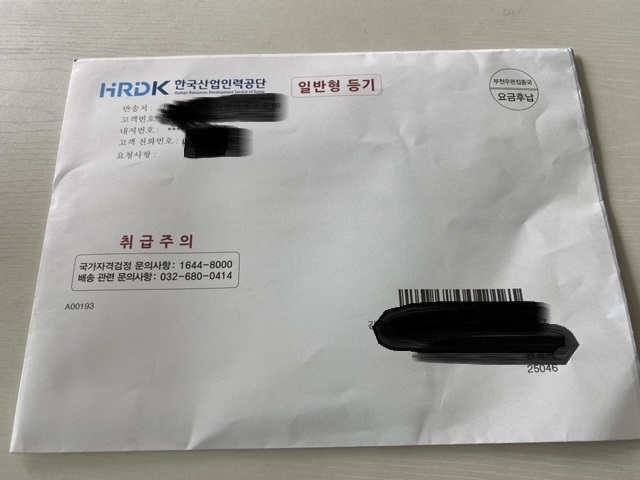 HRDK 한국산업인력공단
Human Resources Development Service of Korea
일반형 등기
부천우편집중국
요금후납
반송처 :
고객번호
내지번호 : **
고객 전화번호 :
요청사항 :
취급주의
국가자격검정 문의사항: 1644-8000
배송 관련 문의사항: 032-680-0414
A00193
25046